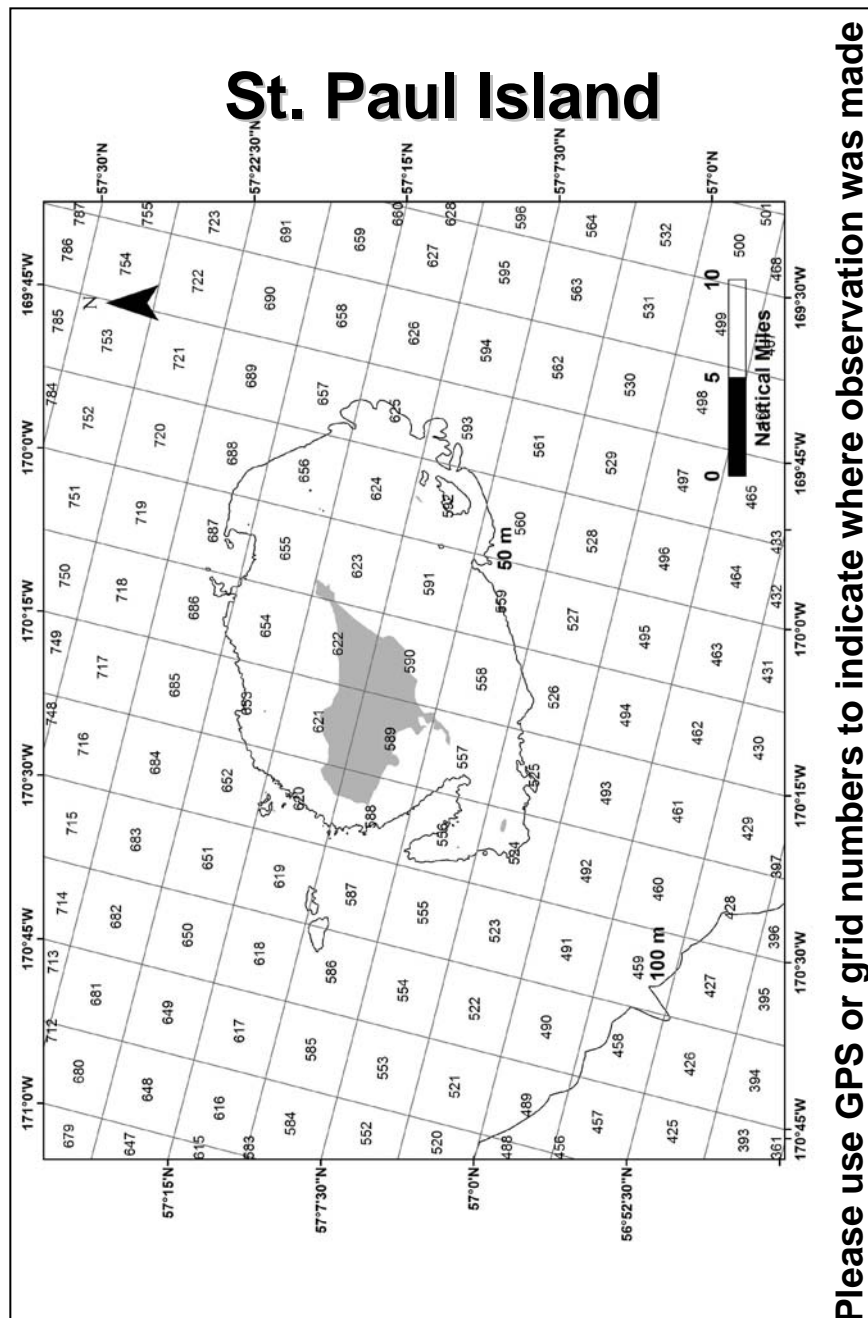 St. Paul Island
171°0'W 170°45'W 170°30'W 170°15'W 170°0'W 169°45'W
57°30'N
57°22'30"N
57°15'N
57°7'30"N
57°0'N
57°15'N
57°7'30"N
57°0'N
56°52'30"N
N
784 785 786 787
748 749 750 751 752 753 754 755
712 713 714 715 716 717 718 719 720 721 722 723
679 680 681 682 683 684 685 686 687 688 689 690 691
647 648 649 650 651 652 653 654 655 656 657 658 659 660
615 616 617 618 619 620 621 622 623 624 625 626 627 628
583 584 585 586 587 588 589 590 591 592 593 594 595 596
552 553 554 555 556 557 558 559 560 561 562 563 564
520 521 522 523 524 525 526 527 528 529 530 531 532
488 489 490 491 492 493 494 495 496 497 498 499 500 501
456 457 458 459 460 461 462 463 464 465 466 467 468
425 426 427 428 429 430 431 432 433
393 394 395 396 397
361
50 m
100 m
0 5 10
Nautical Miles
170°45'W 170°30'W 170°15'W 170°0'W 169°45'W 169°30'W
Please use GPS or grid numbers to indicate where observation was made